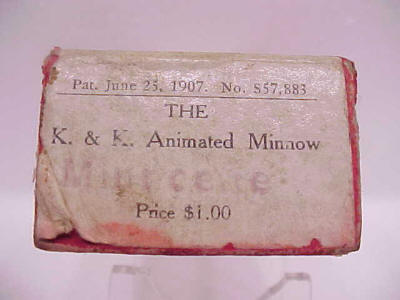 Pat. June 25, 1907. No. 857,883
THE
K. & K. Animated Minnow
Price $1.00